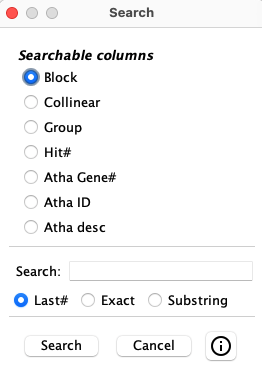 Search
Searchable columns
Block
Collinear
Group
Hit#
Atha Gene#
Atha ID
Atha desc
Search:
Last# Exact Substring
Search Cancel